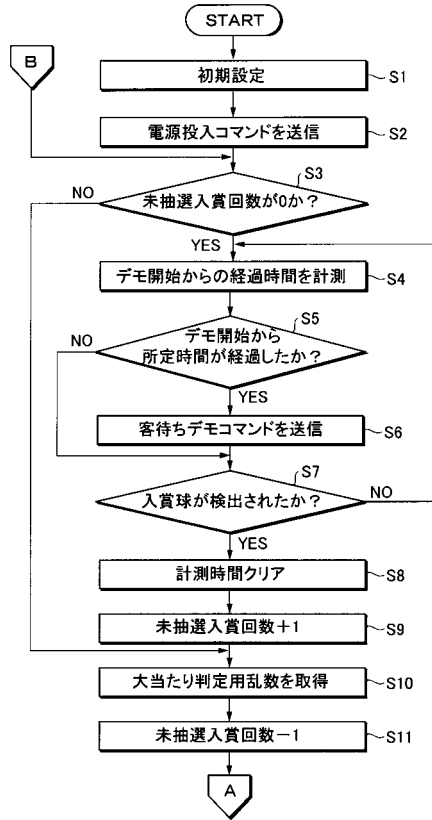 START
B
初期設定
S1
電源投入コマンドを送信
S2
S3
未抽選入賞回数が0か?
NO
YES
デモ開始からの経過時間を計測
S4
S5
デモ開始から
所定時間が経過したか?
NO
YES
客待ちデモコマンドを送信
S6
S7
入賞球が検出されたか?
NO
YES
計測時間クリア
S8
未抽選入賞回数+1
S9
大当たり判定用乱数を取得
S10
未抽選入賞回数−1
S11
A